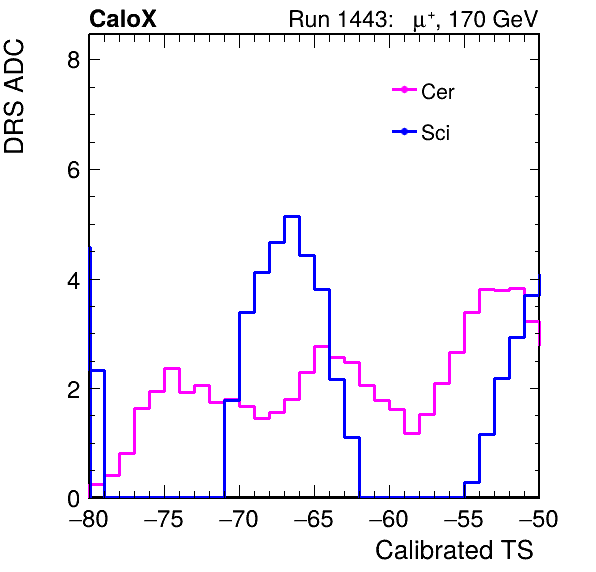 CaloX Run 1443: μ⁺, 170 GeV
DRS ADC
8
6
4
2
0
Cer
Sci
−80 −75 −70 −65 −60 −55 −50
Calibrated TS